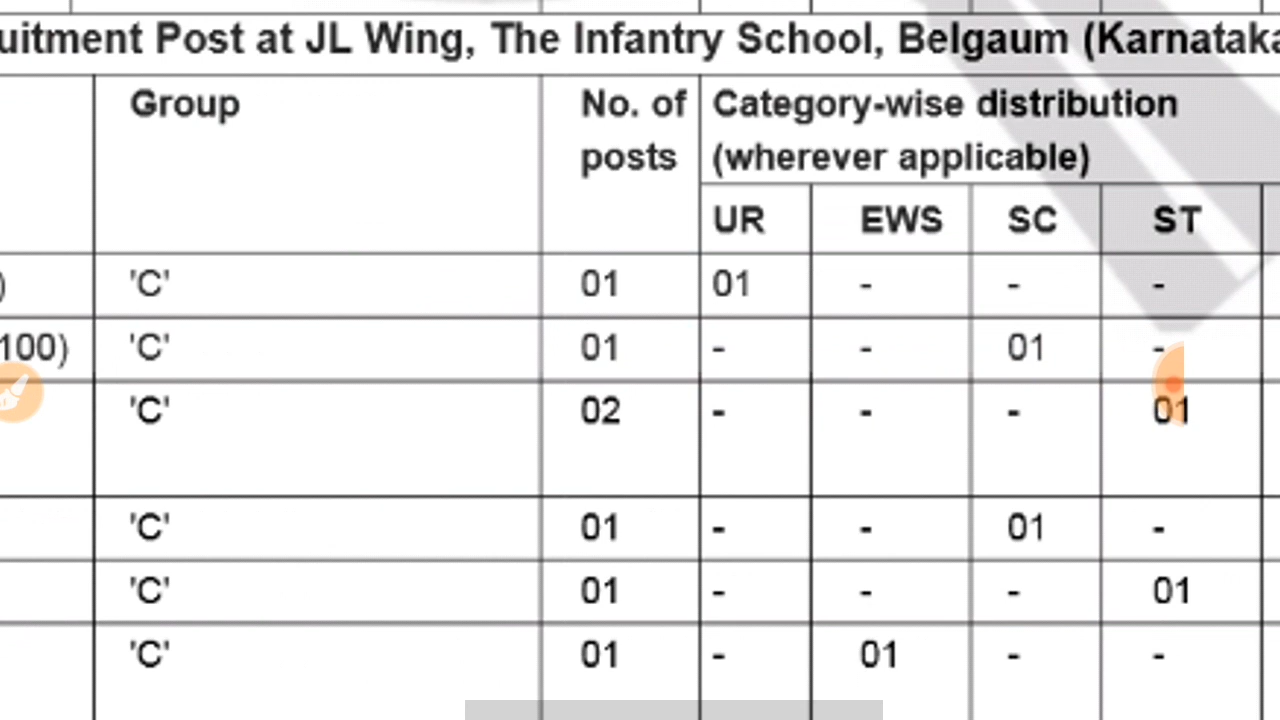 uitment Post at JL Wing, The Infantry School, Belgaum (Karnataka
Group No. of posts Category-wise distribution (wherever applicable)
UR EWS SC ST
) 'C' 01 01 - - -
100) 'C' 01 - - 01 -
'C' 02 - - - 01
'C' 01 - - 01 -
'C' 01 - - - 01
'C' 01 - 01 - -